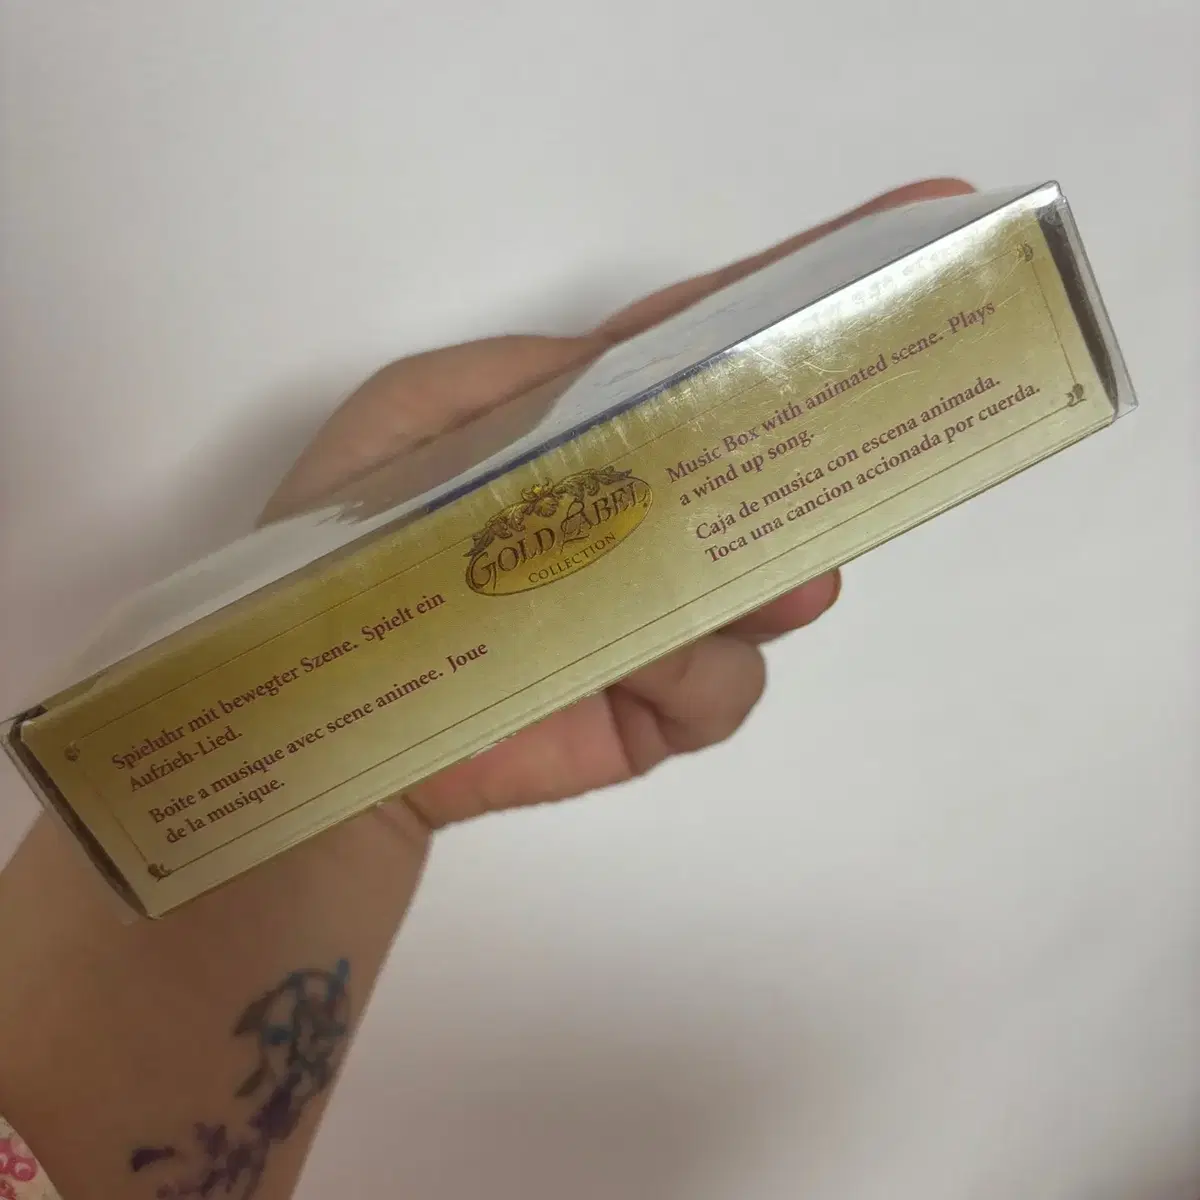 Spieluhr mit bewegter Szene. Spielt ein
Aufzieh-Lied.
Boite a musique avec scene animee. Joue
de la musique.
GOLD LABEL
COLLECTION
Music Box with animated scene. Plays
a wind up song.
Caja de musica con escena animada.
Toca una cancion accionada por cuerda.